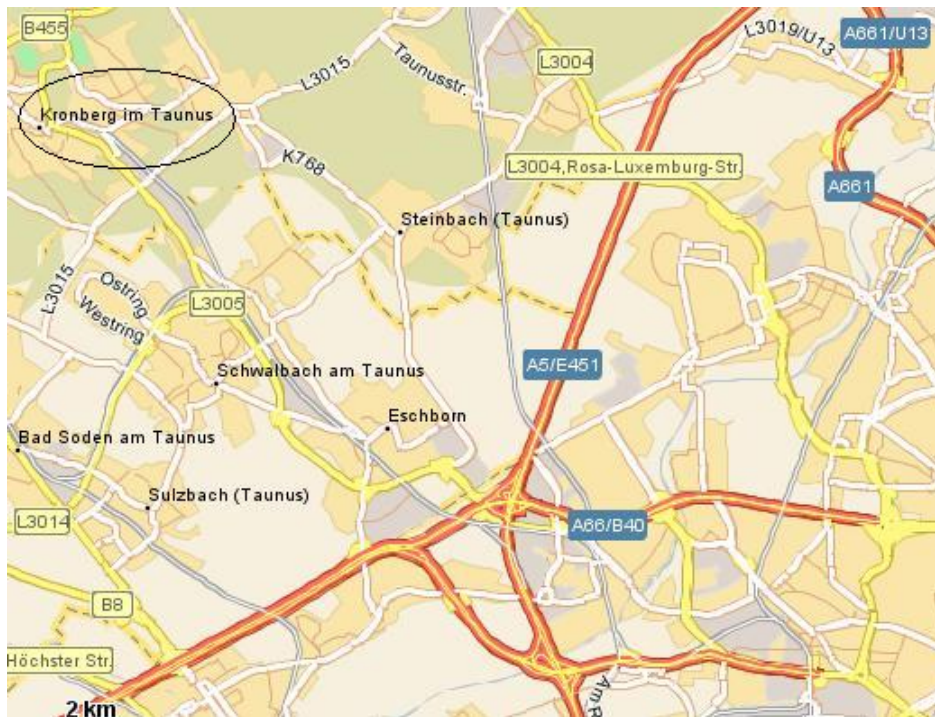 B455
A661/U13
L3019/U13
L3015
Taunusstr.
L3004
Kronberg im Taunus
K768
L3004,Rosa-Luxemburg-Str.
A661
Steinbach (Taunus)
L3015
Ostring
Westring
L3005
A5/E451
Schwalbach am Taunus
Eschborn
Bad Soden am Taunus
Sulzbach (Taunus)
L3014
A66/B40
B8
Höchster Str.
2 km